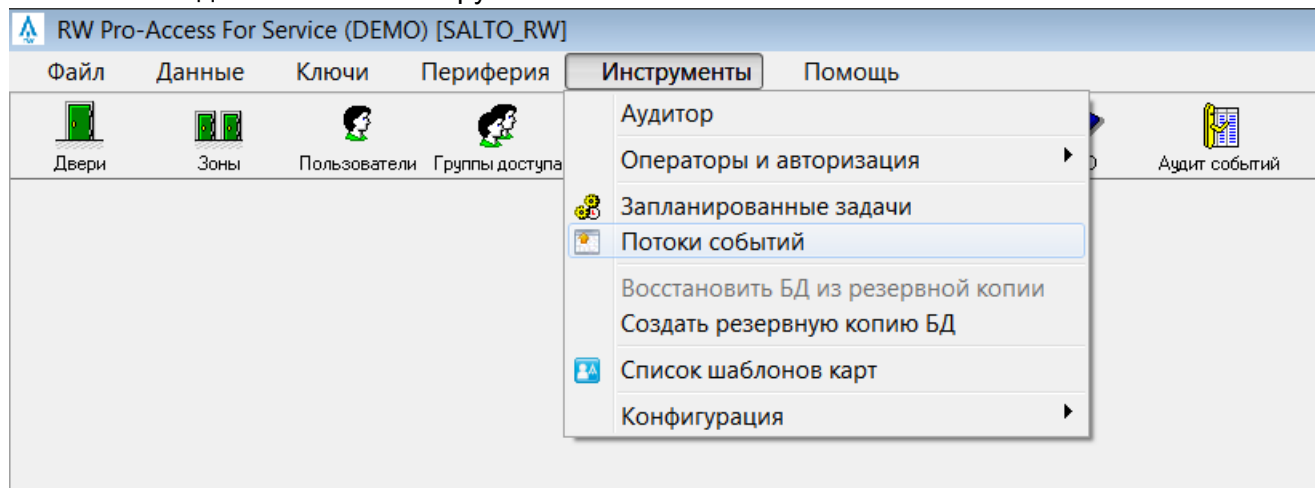 RW Pro-Access For Service (DEMO) [SALTO_RW]
Файл Данные Ключи Периферия Инструменты Помощь
Двери Зоны Пользователи Группы доступа Аудит событий
Аудитор
Операторы и авторизация
Запланированные задачи
Потоки событий
Восстановить БД из резервной копии
Создать резервную копию БД
Список шаблонов карт
Конфигурация